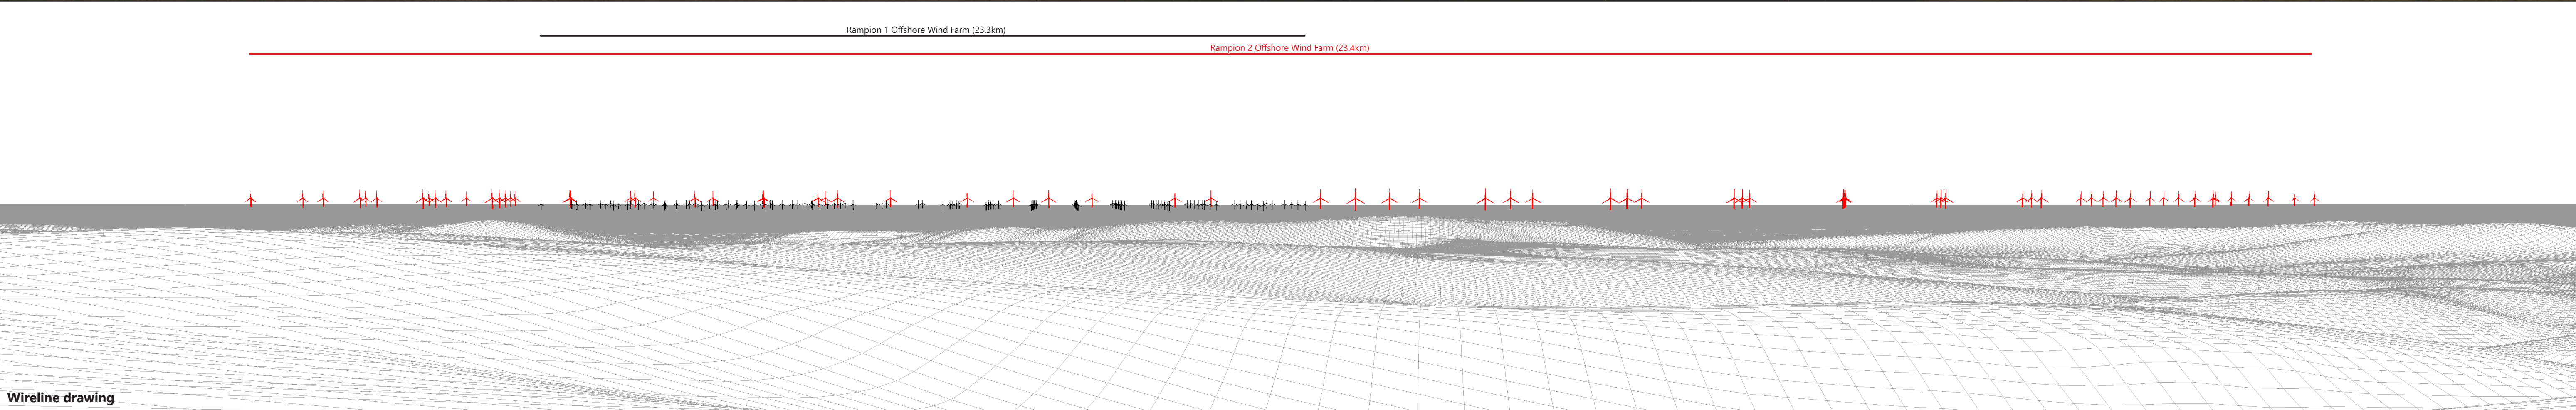 Rampion 1 Offshore Wind Farm (23.3km)
Rampion 2 Offshore Wind Farm (23.4km)
Wireline drawing